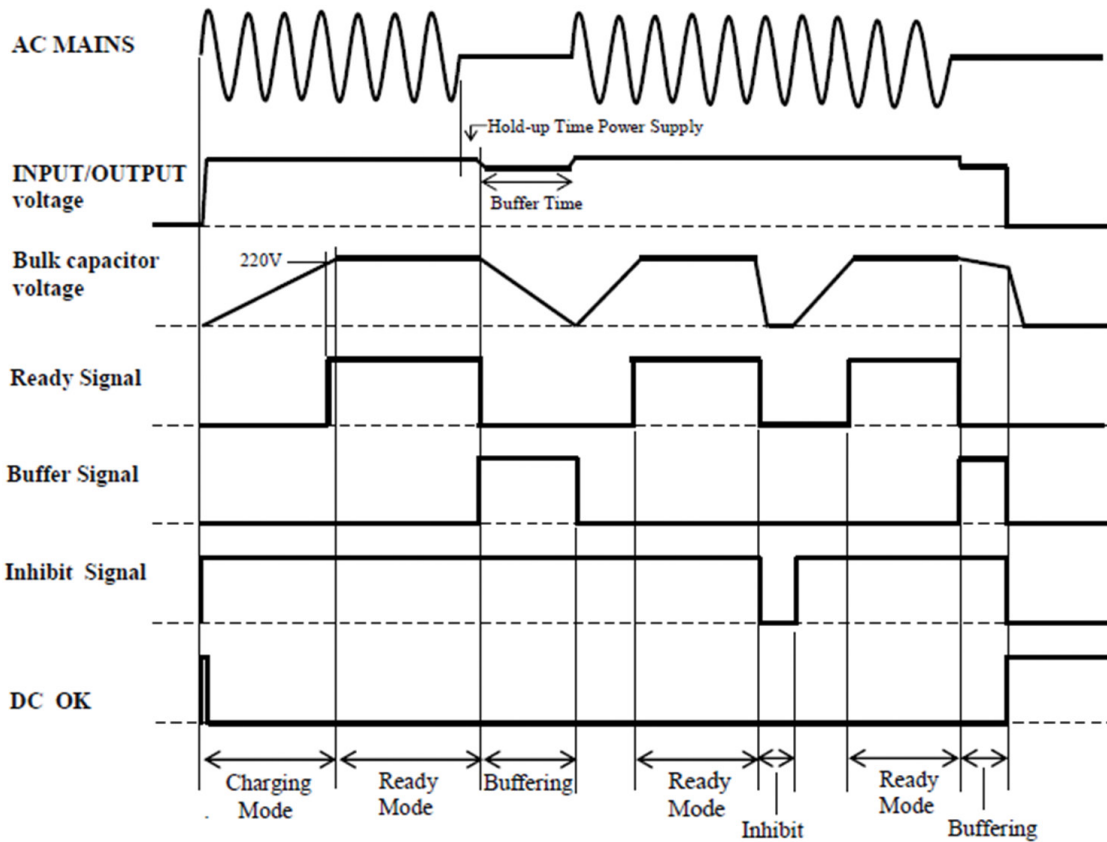 AC MAINS
Hold-up Time Power Supply
INPUT/OUTPUT
voltage
Buffer Time
Bulk capacitor
voltage
220V
Ready Signal
Buffer Signal
Inhibit Signal
DC OK
Charging
Mode
Ready
Mode
Buffering
Ready
Mode
Inhibit
Ready
Mode
Buffering